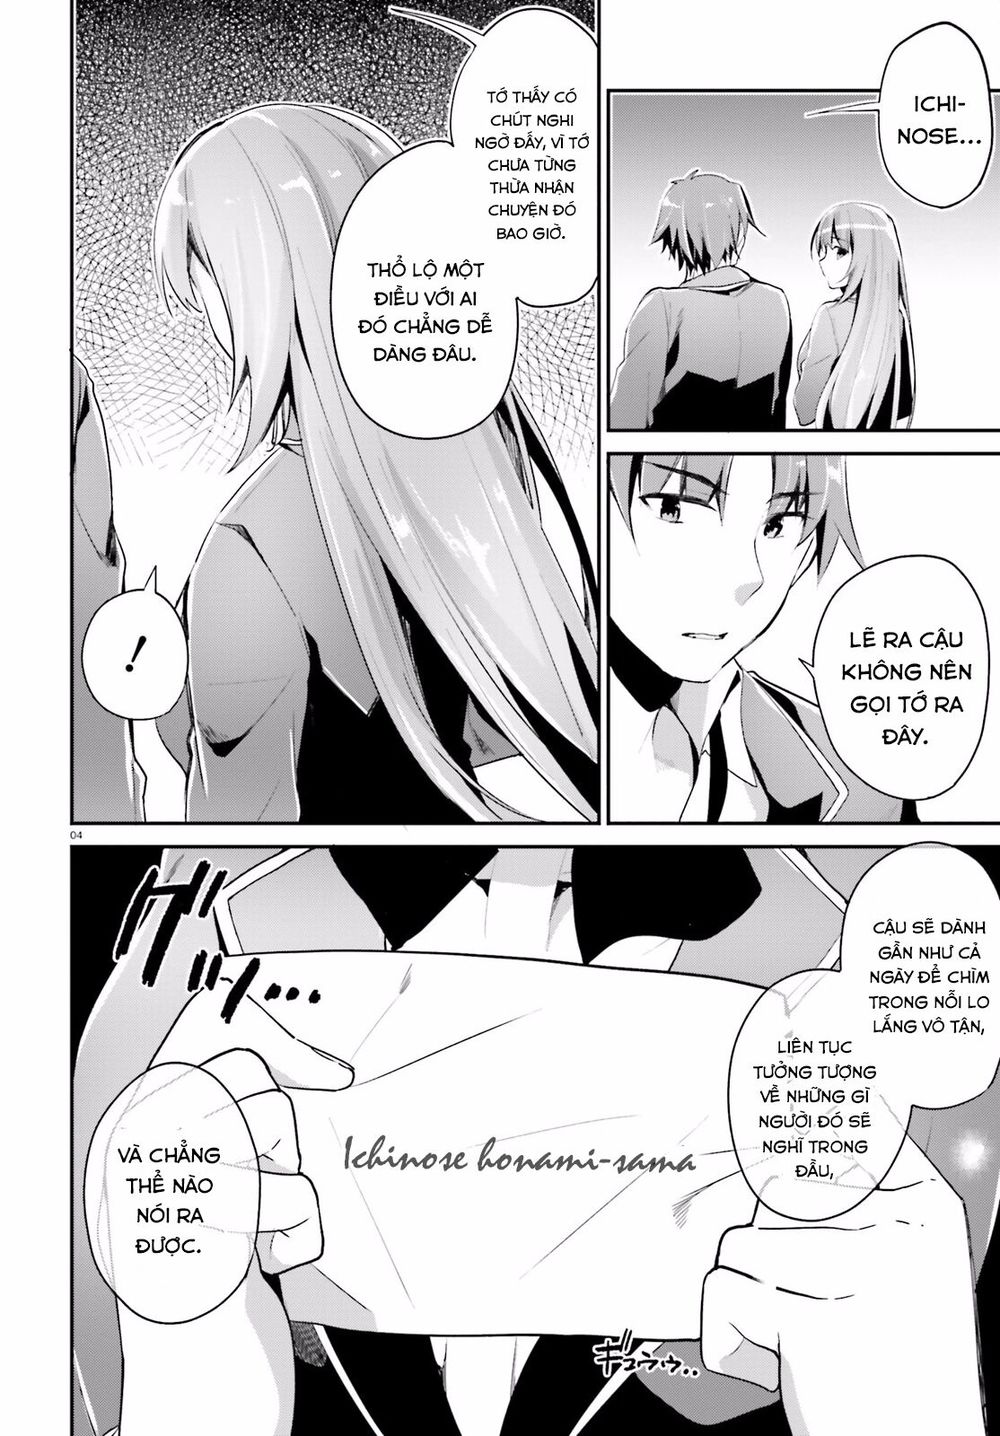 ICHI-
NOSE...
LẼ RA CẬU
KHÔNG NÊN
GỌI TỚ RA
ĐÂY.
TỚ THẤY CÓ
CHÚT NGHI
NGỜ ĐẤY, VÌ TỚ
CHƯA TỪNG
THỪA NHẬN
CHUYỆN ĐÓ
BAO GIỜ.
THỔ LỘ MỘT
ĐIỀU VỚI AI
ĐÓ CHẲNG DỄ
DÀNG ĐÂU.
!
04
CẬU SẼ DÀNH
GẦN NHƯ CẢ
NGÀY ĐỂ CHÌM
TRONG NỖI LO
LẮNG VÔ TẬN,
LIÊN TỤC
TƯỞNG TƯỢNG
VỀ NHỮNG GÌ
NGƯỜI ĐÓ SẼ
NGHĨ TRONG
ĐẦU,
VÀ CHẲNG
THỂ NÀO
NÓI RA
ĐƯỢC.
Ichinose honami-sama
ギュウゥ..